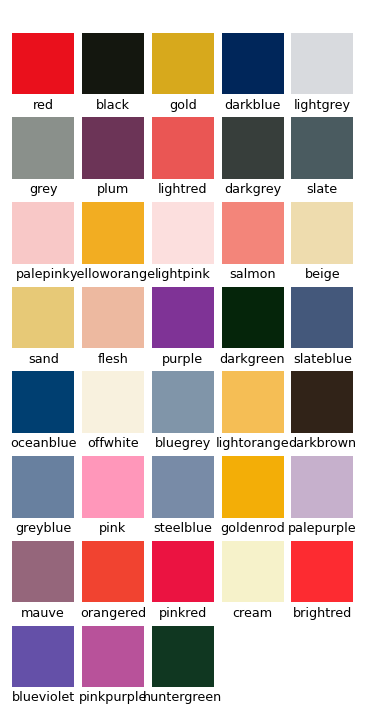 red black gold darkblue lightgrey
grey plum lightred darkgrey slate
palepink yelloworange lightpink salmon beige
sand flesh purple darkgreen slateblue
oceanblue offwhite bluegrey lightorange darkbrown
greyblue pink steelblue goldenrod palepurple
mauve orangered pinkred cream brightred
blueviolet pinkpurple huntergreen